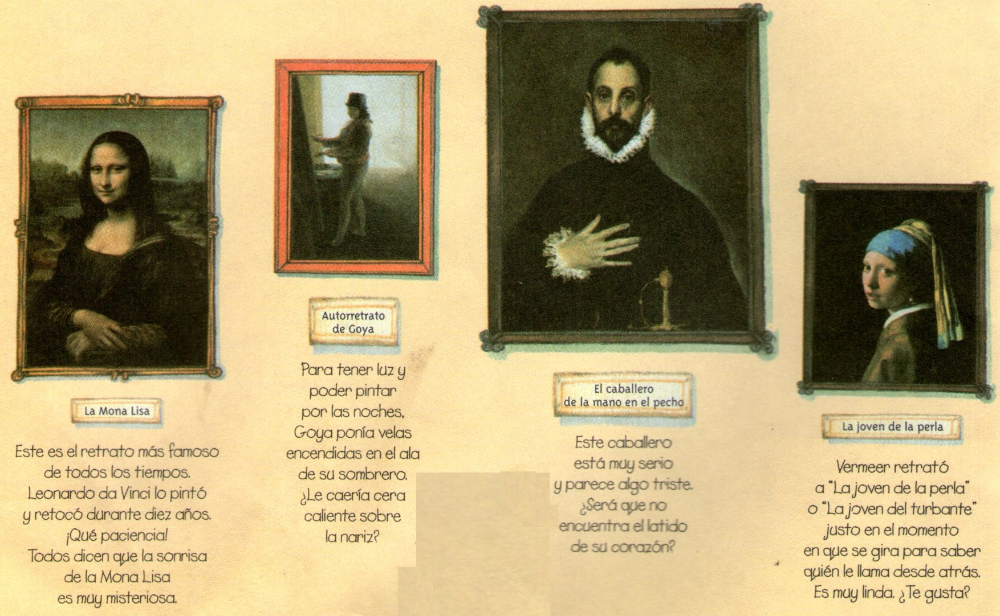 La Mona Lisa
Este es el retrato más famoso
de todos los tiempos.
Leonardo da Vinci lo pintó
y retocó durante diez años.
¡Qué paciencia!
Todos dicen que la sonrisa
de la Mona Lisa
es muy misteriosa.
Autorretrato
de Goya
Para tener luz y
poder pintar
por las noches,
Goya ponía velas
encendidas en el ala
de su sombrero.
¿Le caería cera
caliente sobre
la nariz?
El caballero
de la mano en el pecho
Este caballero
está muy serio
y parece algo triste.
¿Será que no
encuentra el latido
de su corazón?
La joven de la perla
Vermeer retrató
a "La joven de la perla"
o "La joven del turbante"
justo en el momento
en que se gira para saber
quién le llama desde atrás.
Es muy linda. ¿Te gusta?